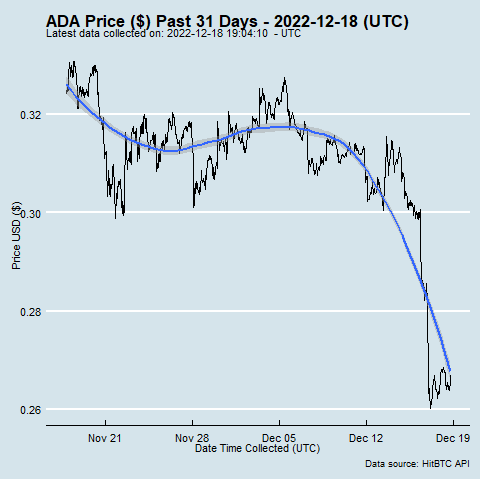 ADA Price ($) Past 31 Days - 2022-12-18 (UTC)
Latest data collected on: 2022-12-18 19:04:10 - UTC
0.32
0.30
0.28
0.26
Price USD ($)
Nov 21 Nov 28 Dec 05 Dec 12 Dec 19
Date Time Collected (UTC)
Data source: HitBTC API